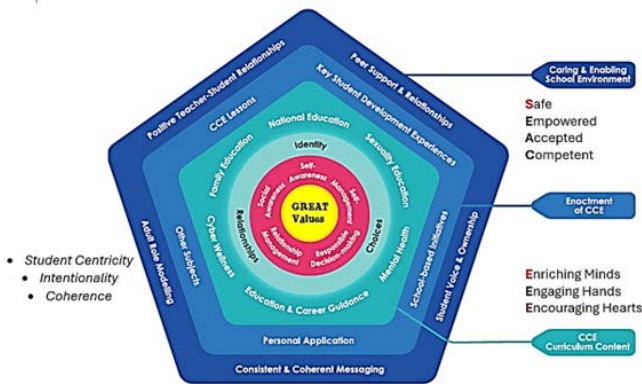 Positive Teacher-Student Relationships
Peer Support & Relationships
CCE Lessons
Key Student Development Experiences
Family Education
National Education
Sexuality Education
Identity
Social Awareness
Self-Awareness
Self-Management
GREAT
Values
Relationships
Choices
Relationship Management
Responsible Decision-making
Cyber Wellness
Mental Health
Education & Career Guidance
Other Subjects
School-based Initiatives
Personal Application
Adult Role Modelling
Student Voice & Ownership
Consistent & Coherent Messaging
• Student Centricity
• Intentionality
• Coherence
Caring & Enabling
School Environment
Safe
Empowered
Accepted
Competent
Enactment
of CCE
Enriching Minds
Engaging Hands
Encouraging Hearts
CCE
Curriculum Content